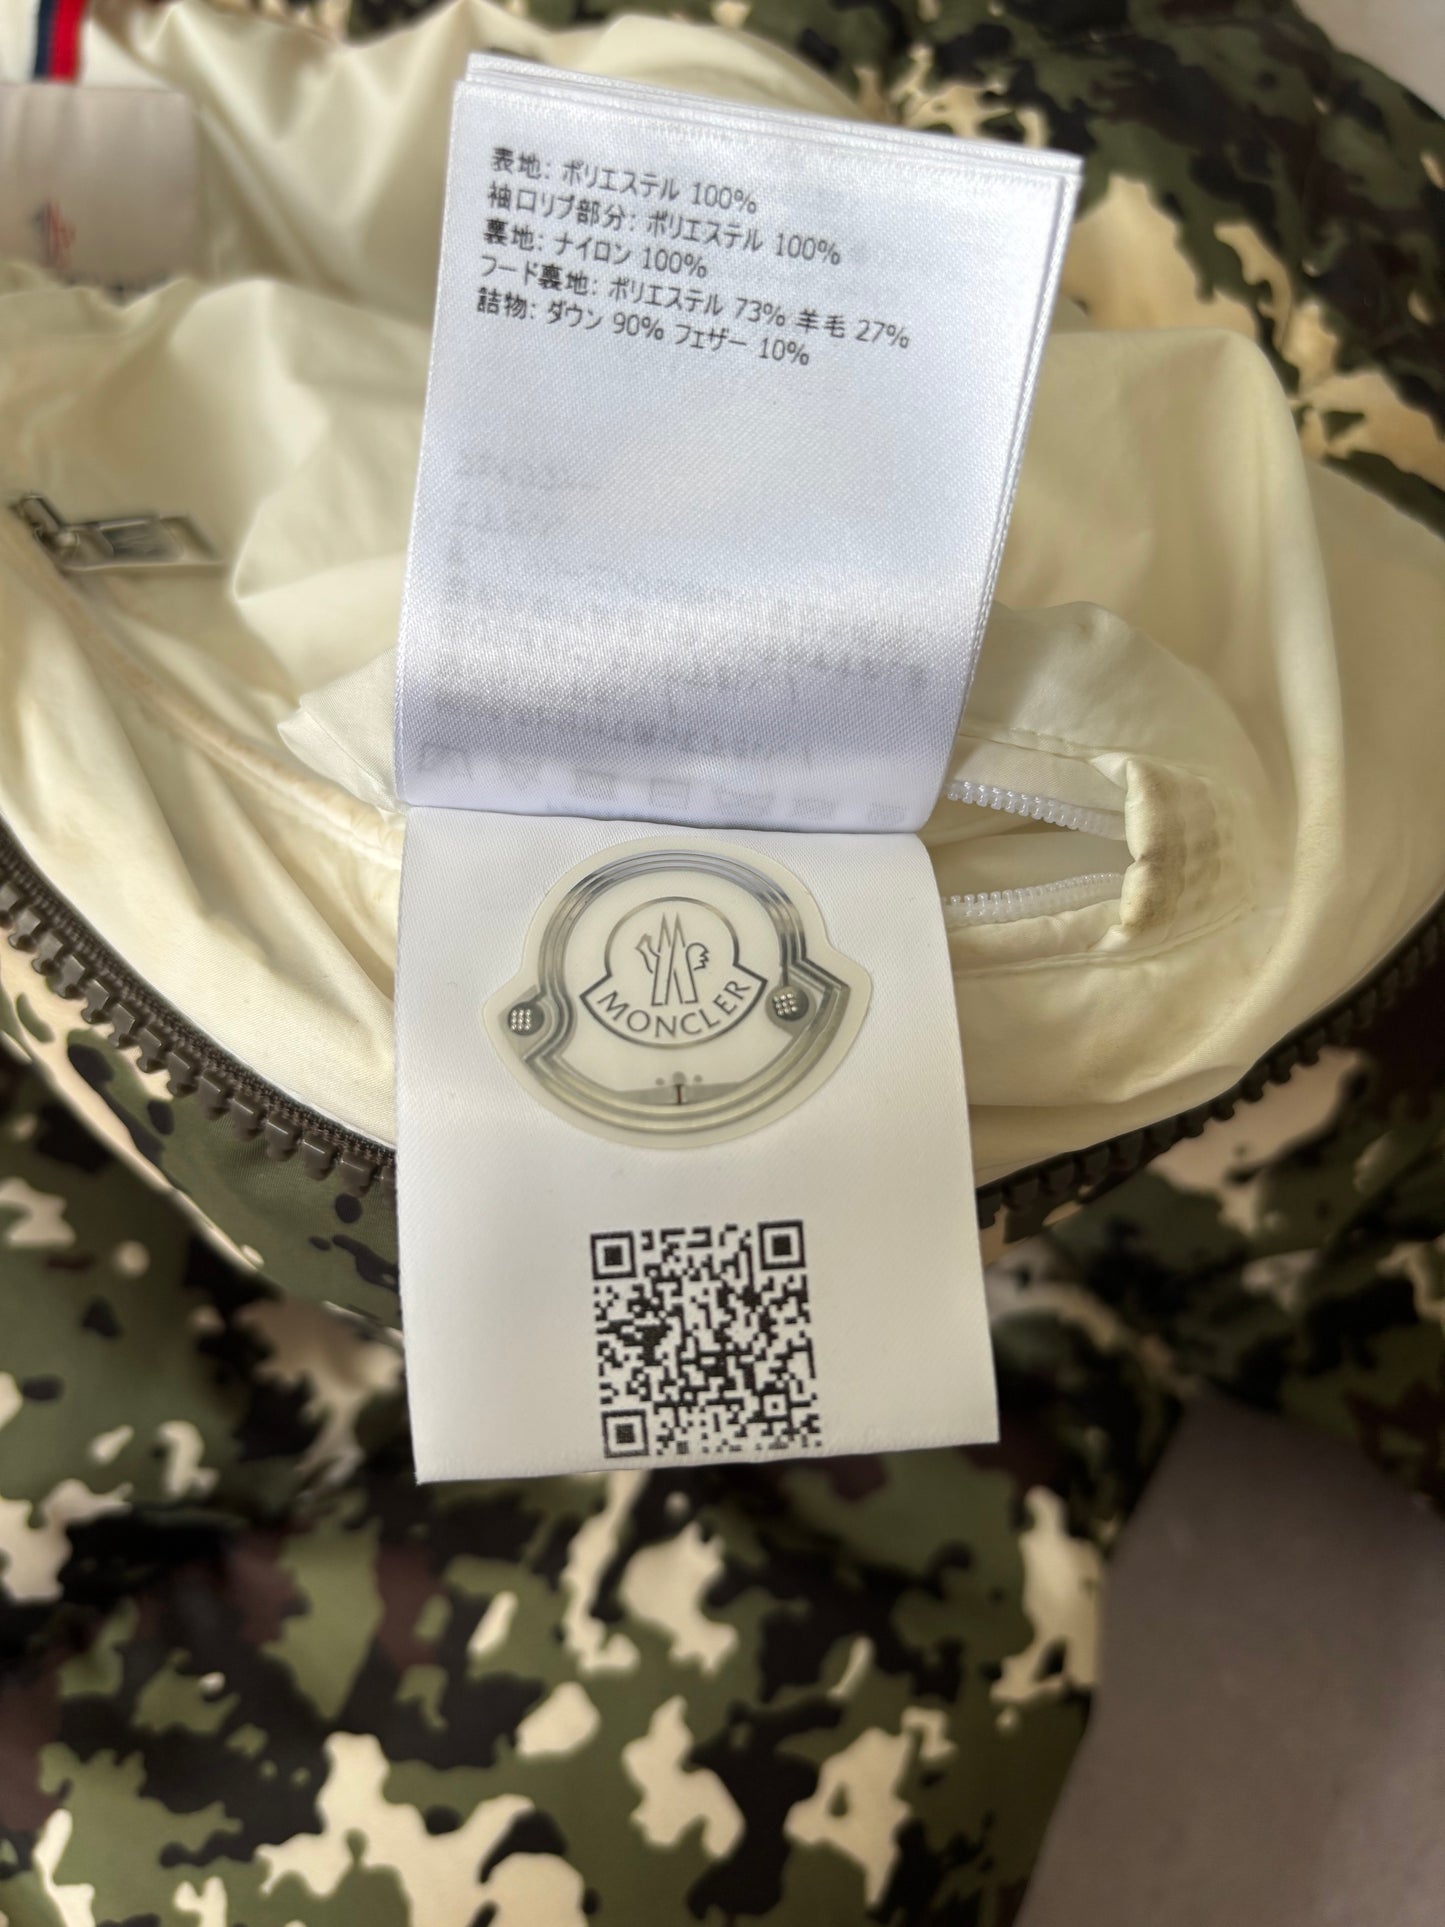 表地: ポリエステル 100%
袖口リブ部分: ポリエステル 100%
裏地: ナイロン 100%
フード裏地: ポリエステル 73% 羊毛 27%
詰物: ダウン 90% フェザー 10%
MONCLER